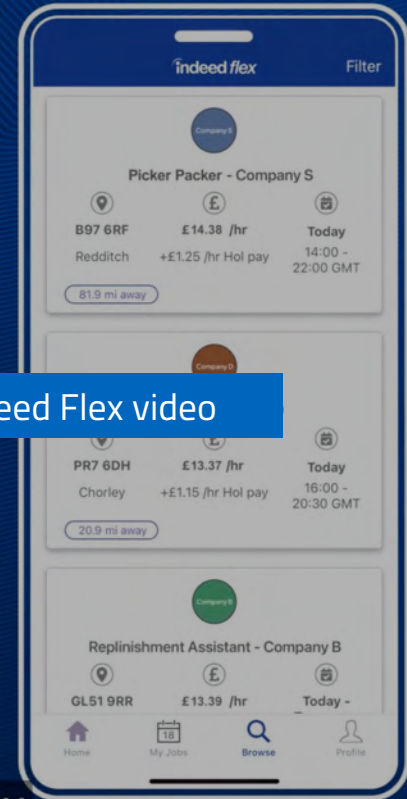 indeed flex
Filter
Company S
Picker Packer - Company S
B97 6RF
£14.38 /hr
Today
Redditch
+£1.25 /hr Hol pay
14:00 -
22:00 GMT
81.9 mi away
Company D
Flex video
PR7 6DH
£13.37 /hr
Today
Chorley
+£1.15 /hr Hol pay
16:00 -
20:30 GMT
20.9 mi away
Company B
Replinishment Assistant - Company B
GL51 9RR
£13.39 /hr
Today -
Home
18
My Jobs
Browse
Profile